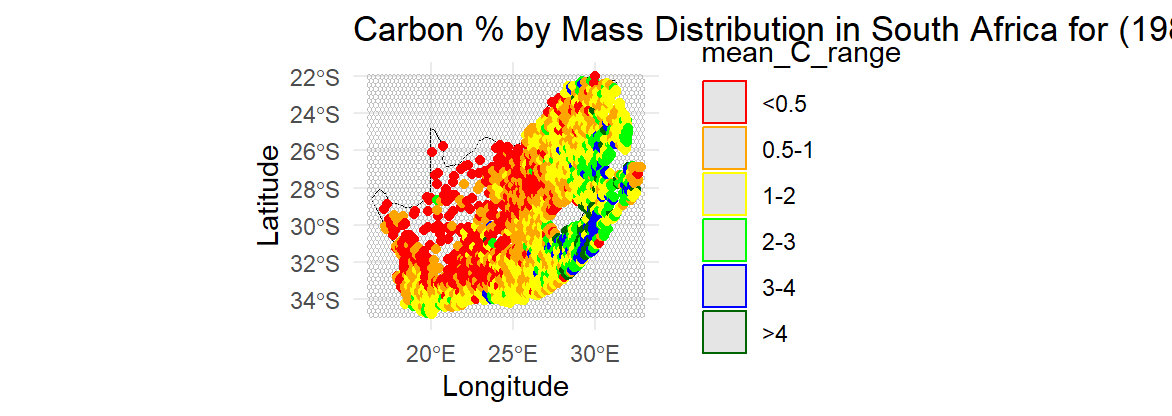 Carbon % by Mass Distribution in South Africa for (198
mean_C_range
22°S
24°S
26°S
28°S
30°S
32°S
34°S
Latitude
20°E 25°E 30°E
Longitude
<0.5
0.5-1
1-2
2-3
3-4
>4